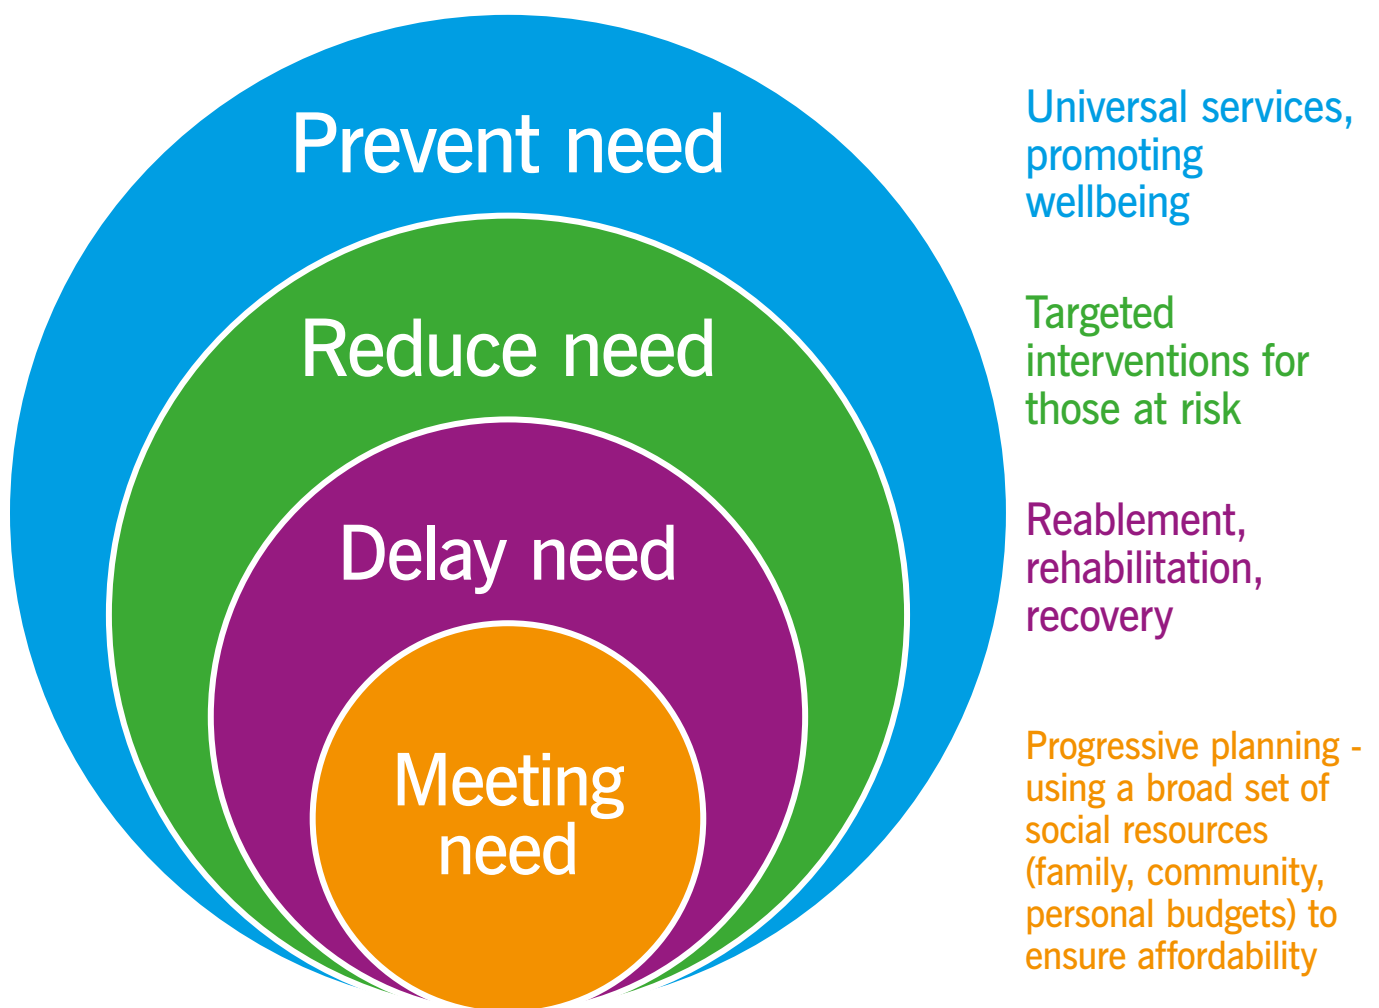 Prevent need
Universal services,
promoting
wellbeing
Reduce need
Targeted
interventions for
those at risk
Delay need
Reablement,
rehabilitation,
recovery
Meeting
need
Progressive planning -
using a broad set of
social resources
(family, community,
personal budgets) to
ensure affordability